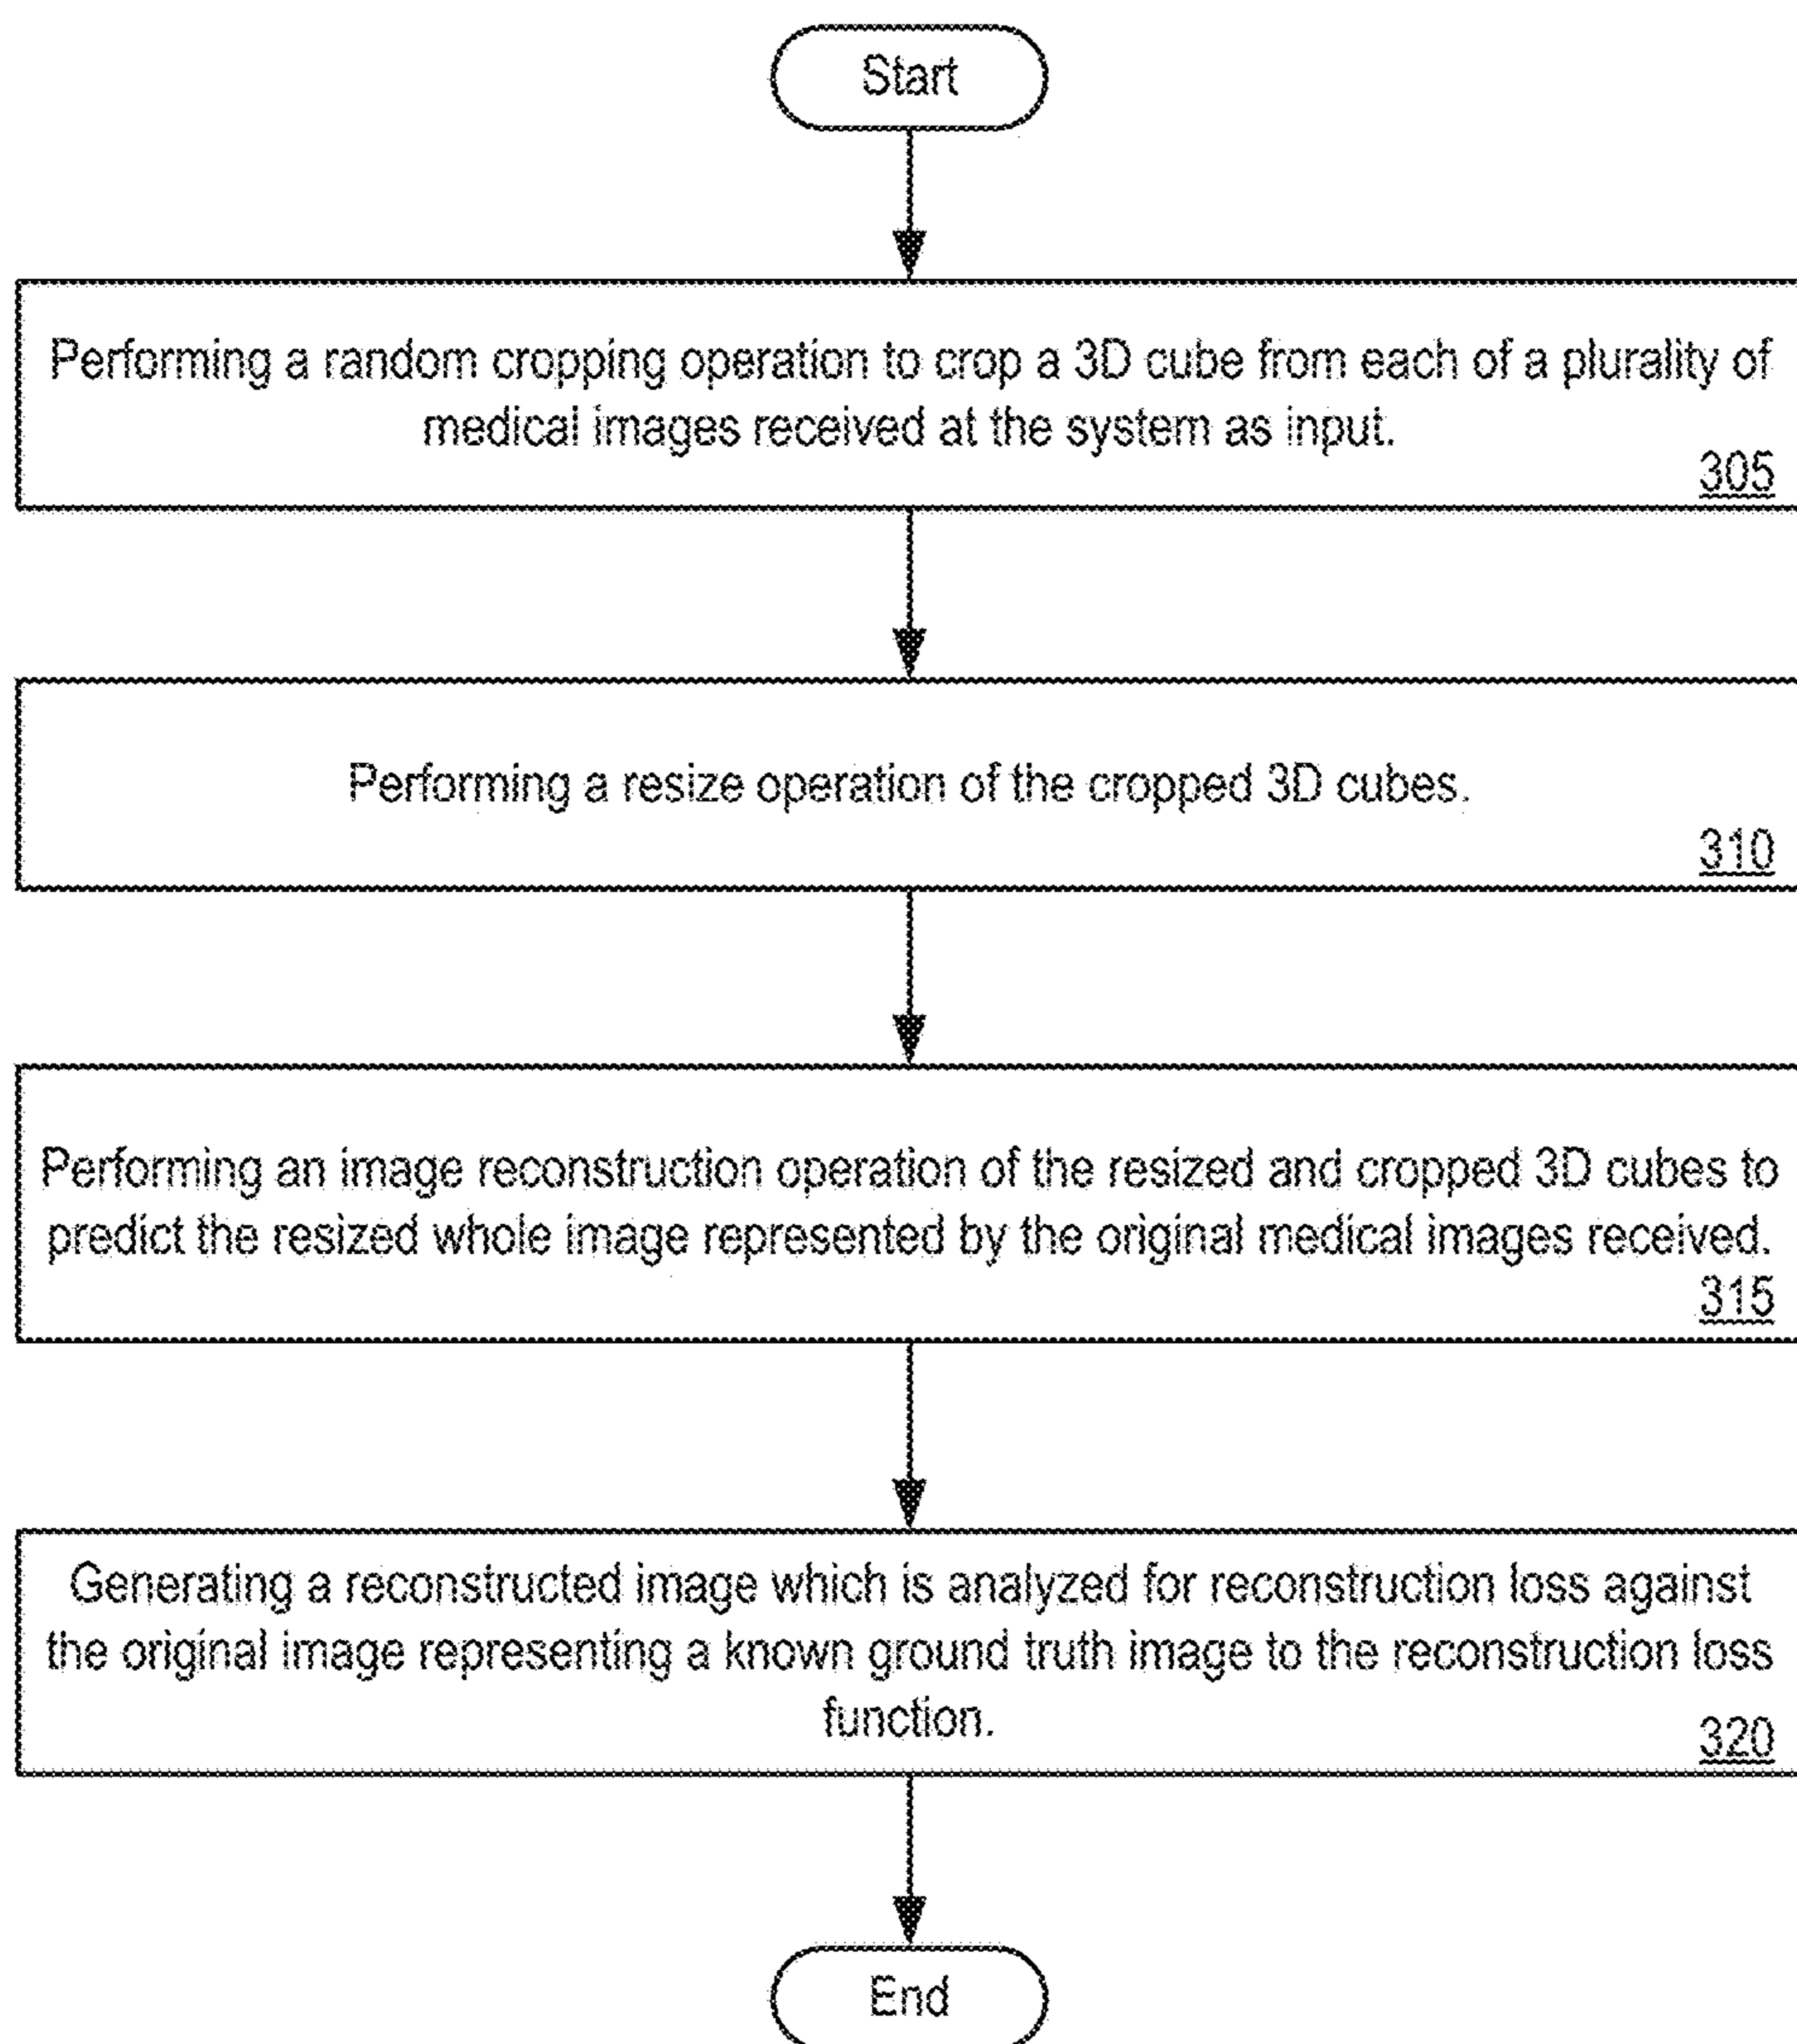 Start
Performing a random cropping operation to crop a 3D cube from each of a plurality of
medical images received at the system as input.
305
Performing a resize operation of the cropped 3D cubes.
310
Performing an image reconstruction operation of the resized and cropped 3D cubes to
predict the resized whole image represented by the original medical images received.
315
Generating a reconstructed image which is analyzed for reconstruction loss against
the original image representing a known ground truth image to the reconstruction loss
function.
320
End